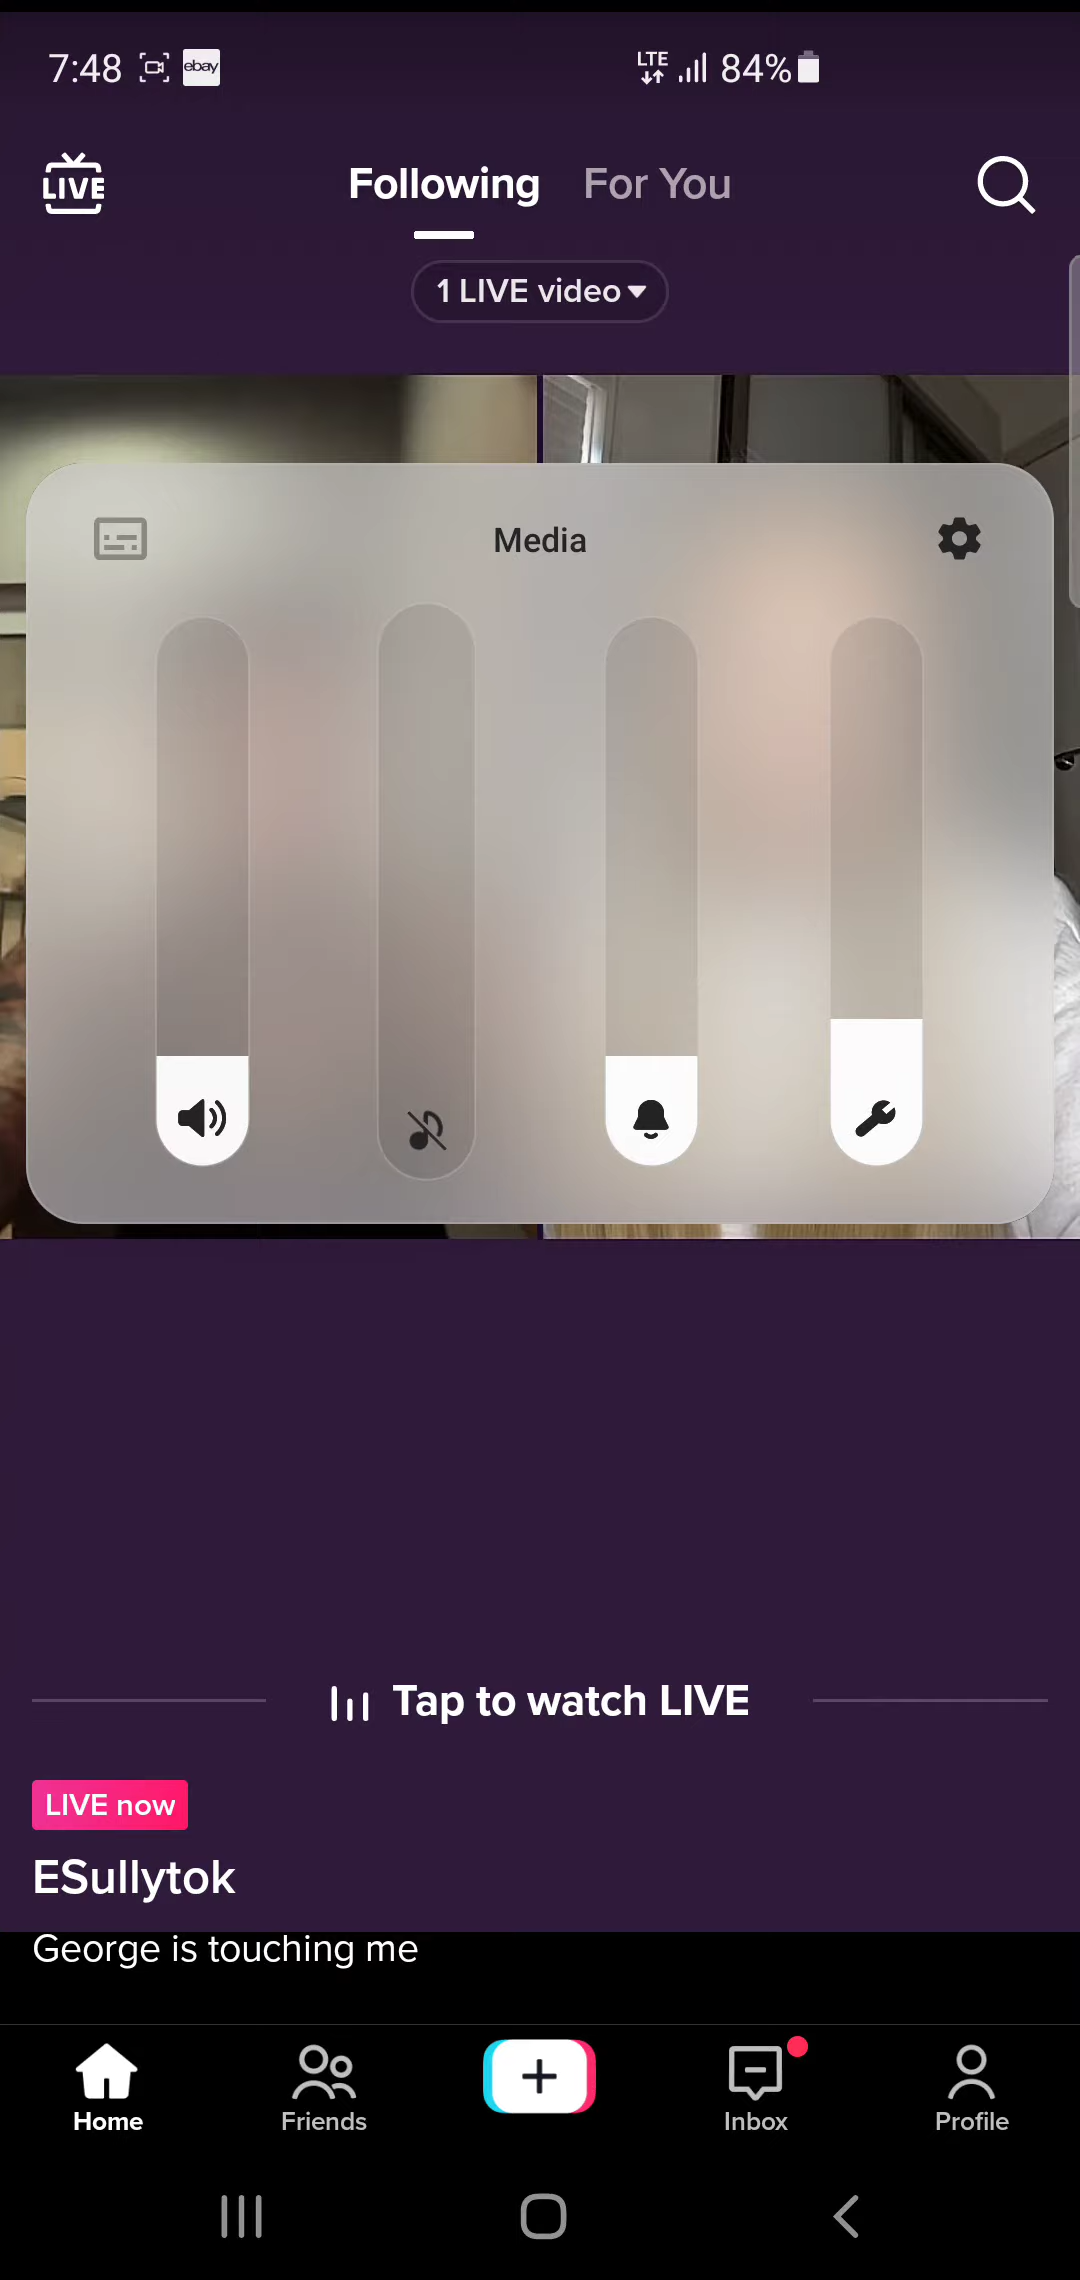 7:48 ebay LTE 84%
LIVE Following For You
1 LIVE video
Media
Tap to watch LIVE
LIVE now
ESullytok
George is touching me
Home Friends Inbox Profile